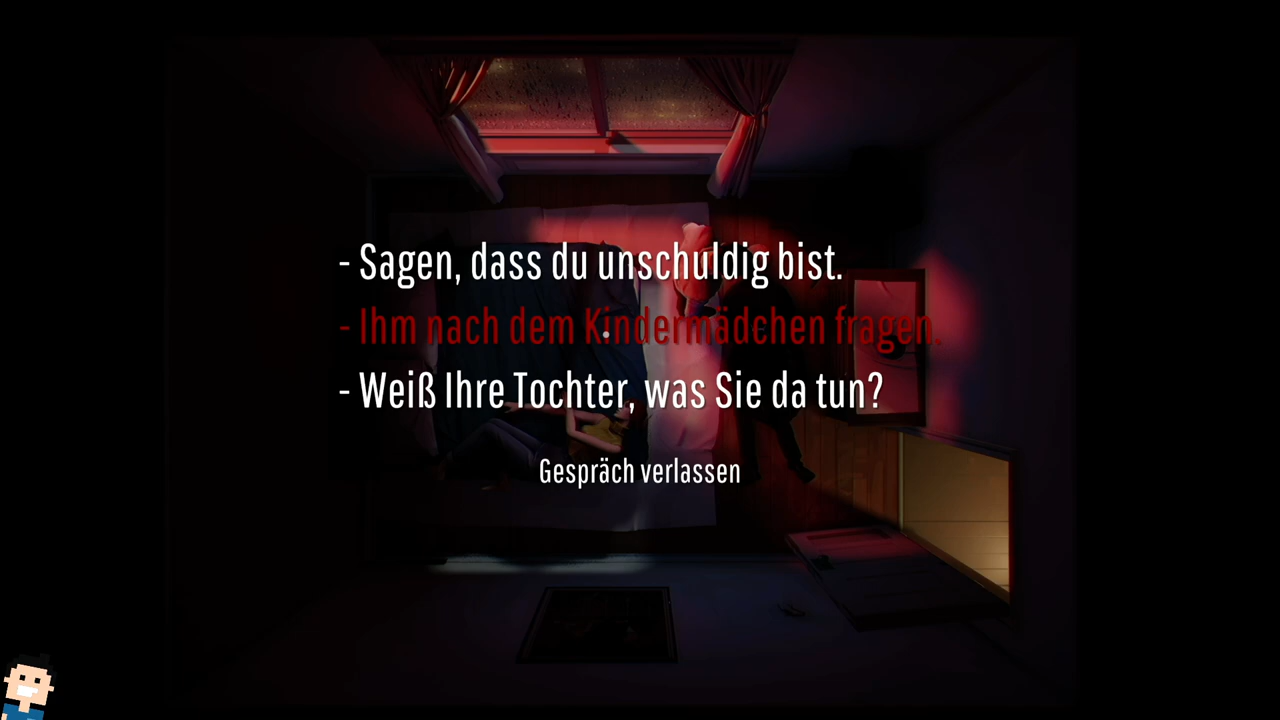 - Sagen, dass du unschuldig bist.
- Ihm nach dem Kindermädchen fragen.
- Weiß Ihre Tochter, was Sie da tun?
Gespräch verlassen